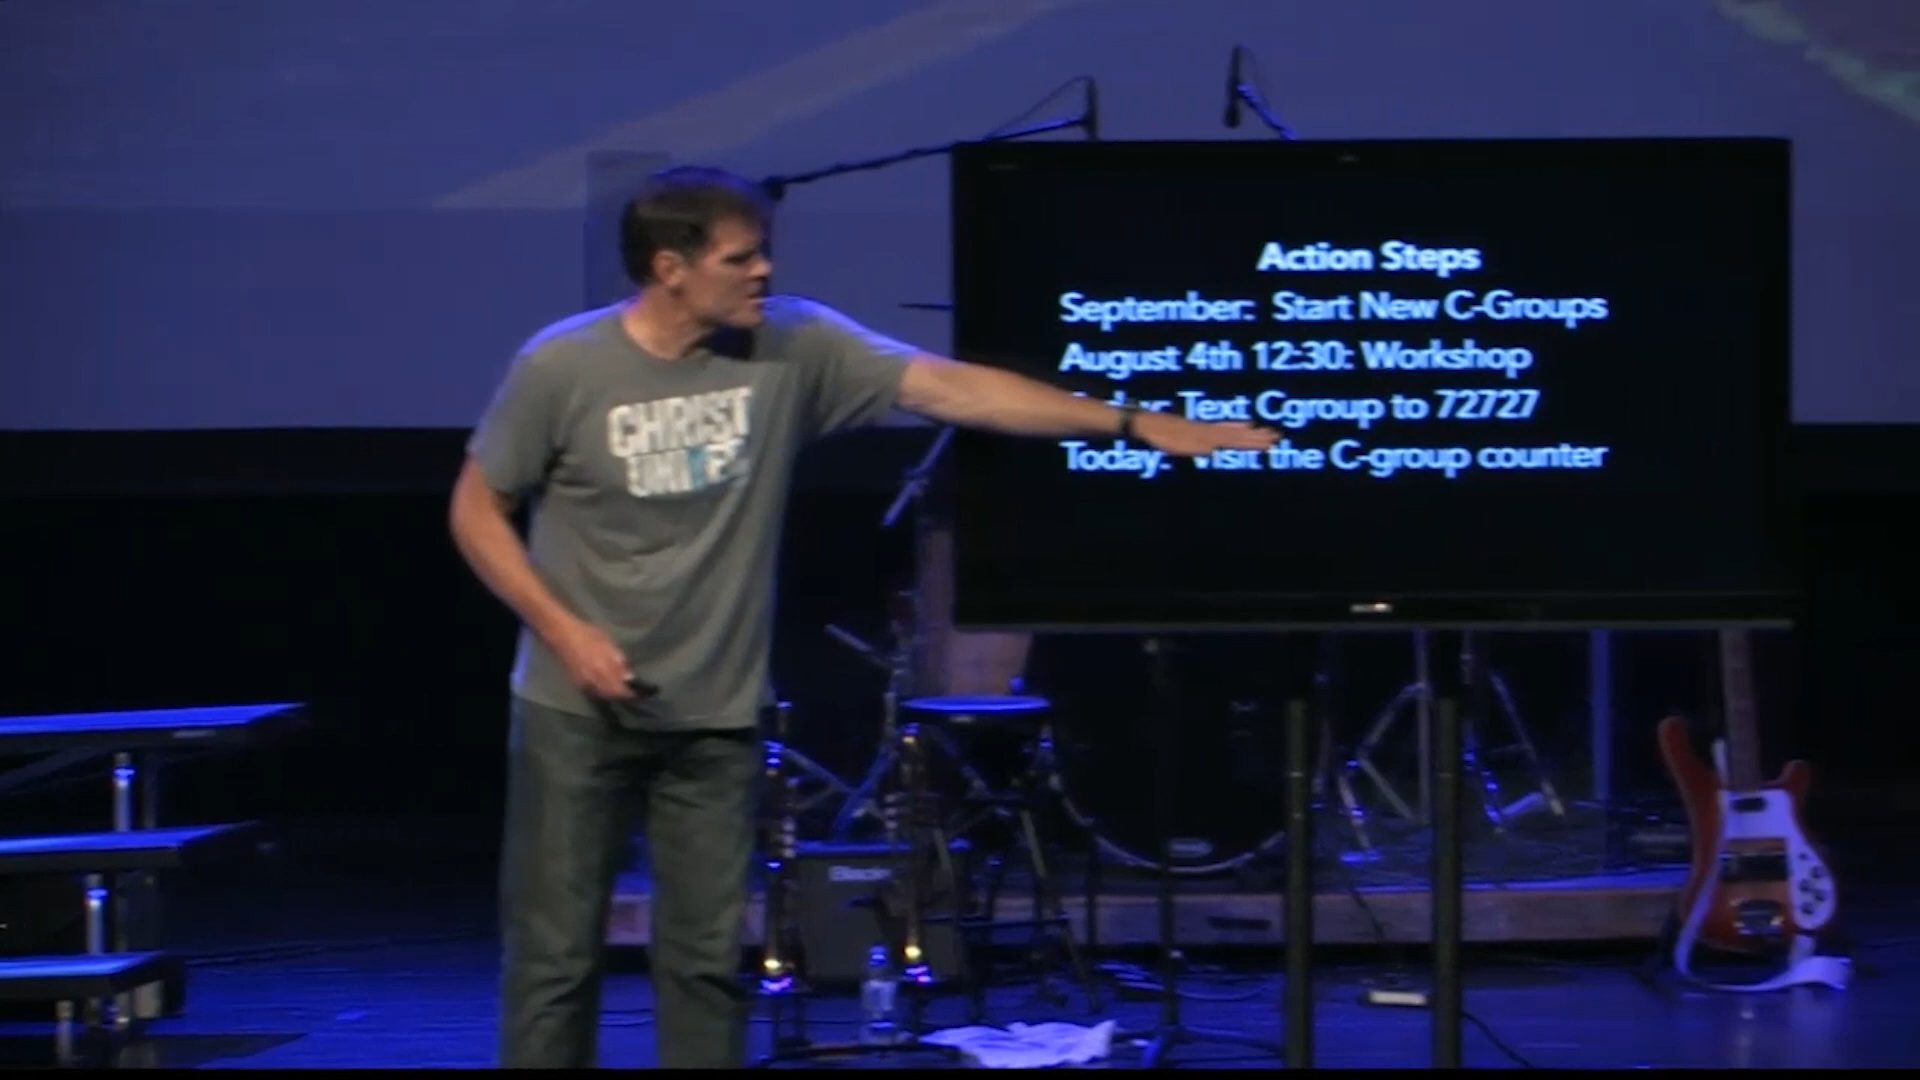 Action Steps
September: Start New C-Groups
August 4th 12:30: Workshop
Text Cgroup to 72727
Today: Visit the C-group counter
CHRIST